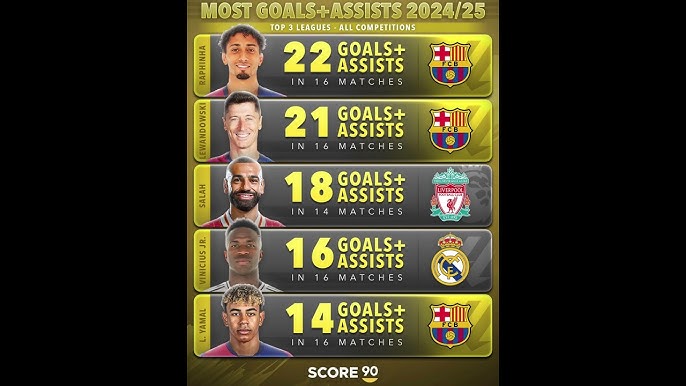 MOST GOALS+ASSISTS 2024/25
TOP 3 LEAGUES - ALL COMPETITIONS
RAPHINHA
22 GOALS+
ASSISTS
IN 16 MATCHES
FCB
LEWANDOWSKI
21 GOALS+
ASSISTS
IN 16 MATCHES
FCB
SALAH
18 GOALS+
ASSISTS
IN 14 MATCHES
LIVERPOOL
VINICIUS JR.
16 GOALS+
ASSISTS
IN 16 MATCHES
L. YAMAL
14 GOALS+
ASSISTS
IN 16 MATCHES
FCB
SCORE 90